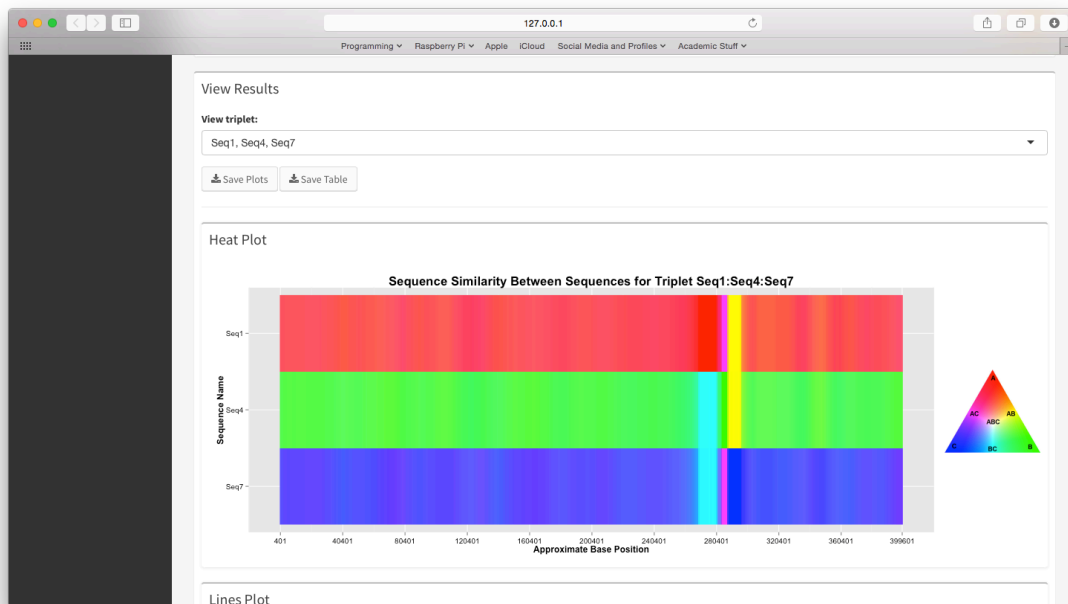 127.0.0.1
Programming Raspberry Pi Apple iCloud Social Media and Profiles Academic Stuff
View Results
View triplet:
Seq1, Seq4, Seq7
Save Plots Save Table
Heat Plot
Sequence Similarity Between Sequences for Triplet Seq1:Seq4:Seq7
Sequence Name
Seq1
Seq4
Seq7
401 40401 80401 120401 160401 200401 240401 280401 320401 360401 399601
Approximate Base Position
A
AC AB
ABC
C BC B
Lines Plot